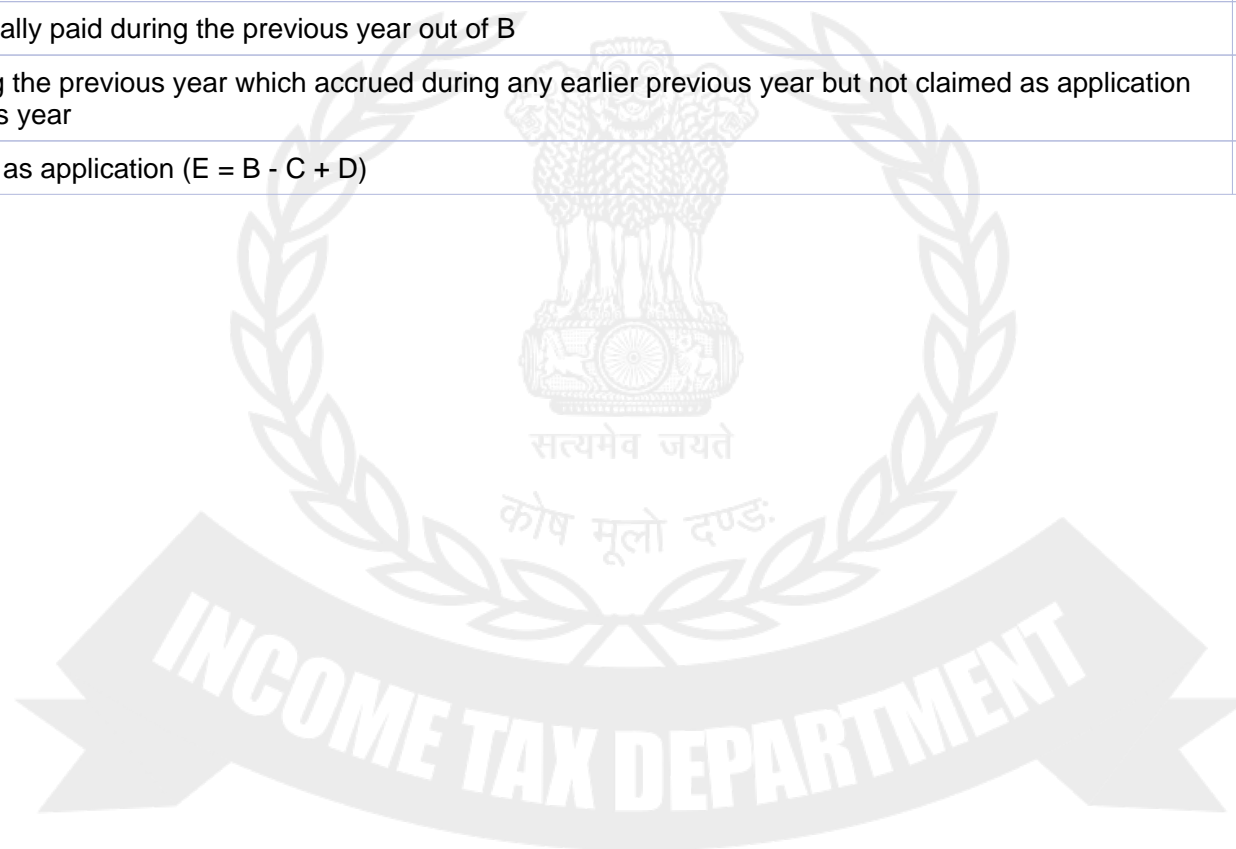 ally paid during the previous year out of B
g the previous year which accrued during any earlier previous year but not claimed as application
s year
as application (E = B - C + D)
सत्यमेव जयते
कोष मूलो दण्डः
INCOME TAX DEPARTMENT